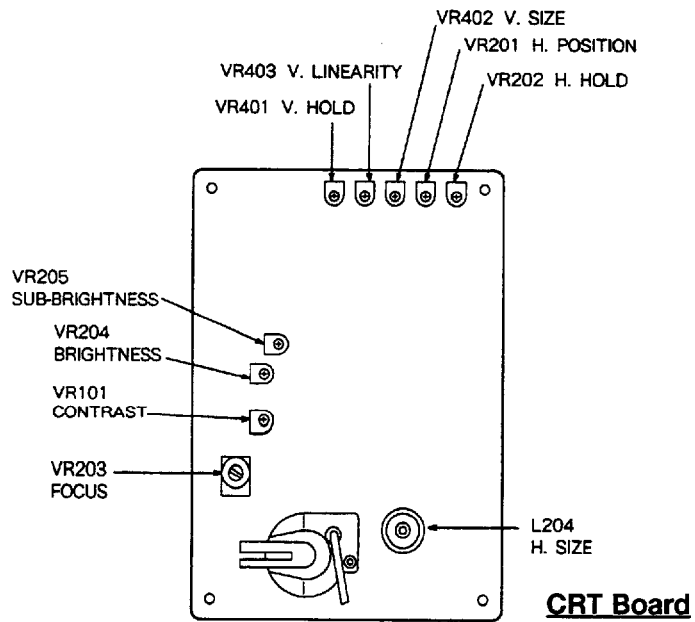 VR402 V. SIZE
VR201 H. POSITION
VR403 V. LINEARITY
VR202 H. HOLD
VR401 V. HOLD
VR205
SUB-BRIGHTNESS
VR204
BRIGHTNESS
VR101
CONTRAST
VR203
FOCUS
L204
H. SIZE
CRT Board